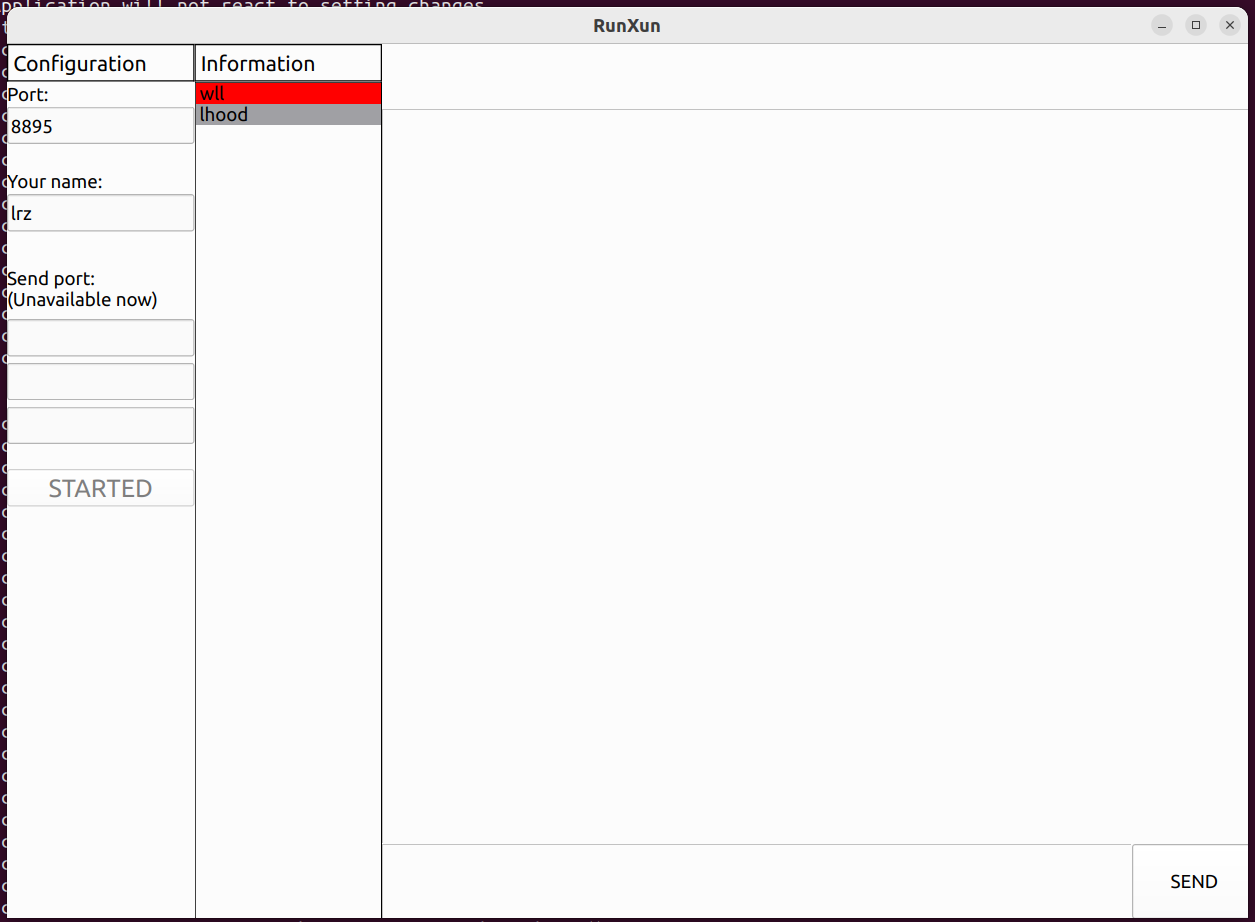 pplication will not react to setting changes
RunXun
Configuration
Information
Port:
8895
Your name:
lrz
Send port:
(Unavailable now)
STARTED
wll
lhood
SEND